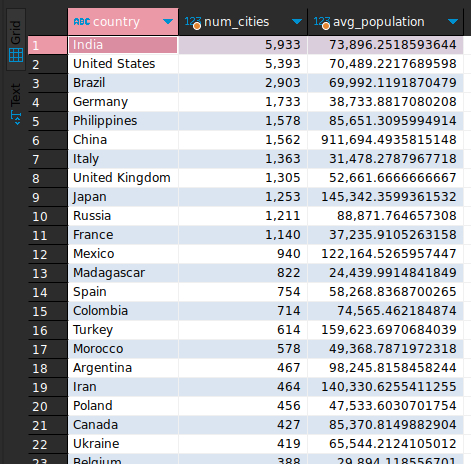 Grid
Text
ABC country 123 num_cities 123 avg_population
1 India 5,933 73,896.2518593644
2 United States 5,393 70,489.2217689598
3 Brazil 2,903 69,992.1191870479
4 Germany 1,733 38,733.8817080208
5 Philippines 1,578 85,651.3095994914
6 China 1,562 911,694.4935815148
7 Italy 1,363 31,478.2787967718
8 United Kingdom 1,305 52,661.6666666667
9 Japan 1,253 145,342.3599361532
10 Russia 1,211 88,871.764657308
11 France 1,140 37,235.9105263158
12 Mexico 940 122,164.5265957447
13 Madagascar 822 24,439.9914841849
14 Spain 754 58,268.8368700265
15 Colombia 714 74,565.462184874
16 Turkey 614 159,623.6970684039
17 Morocco 578 49,368.7871972318
18 Argentina 467 98,245.8158458244
19 Iran 464 140,330.6255411255
20 Poland 456 47,533.6030701754
21 Canada 427 85,370.8149882904
22 Ukraine 419 65,544.2124105012
23 Belgium 388 29,894.118556701